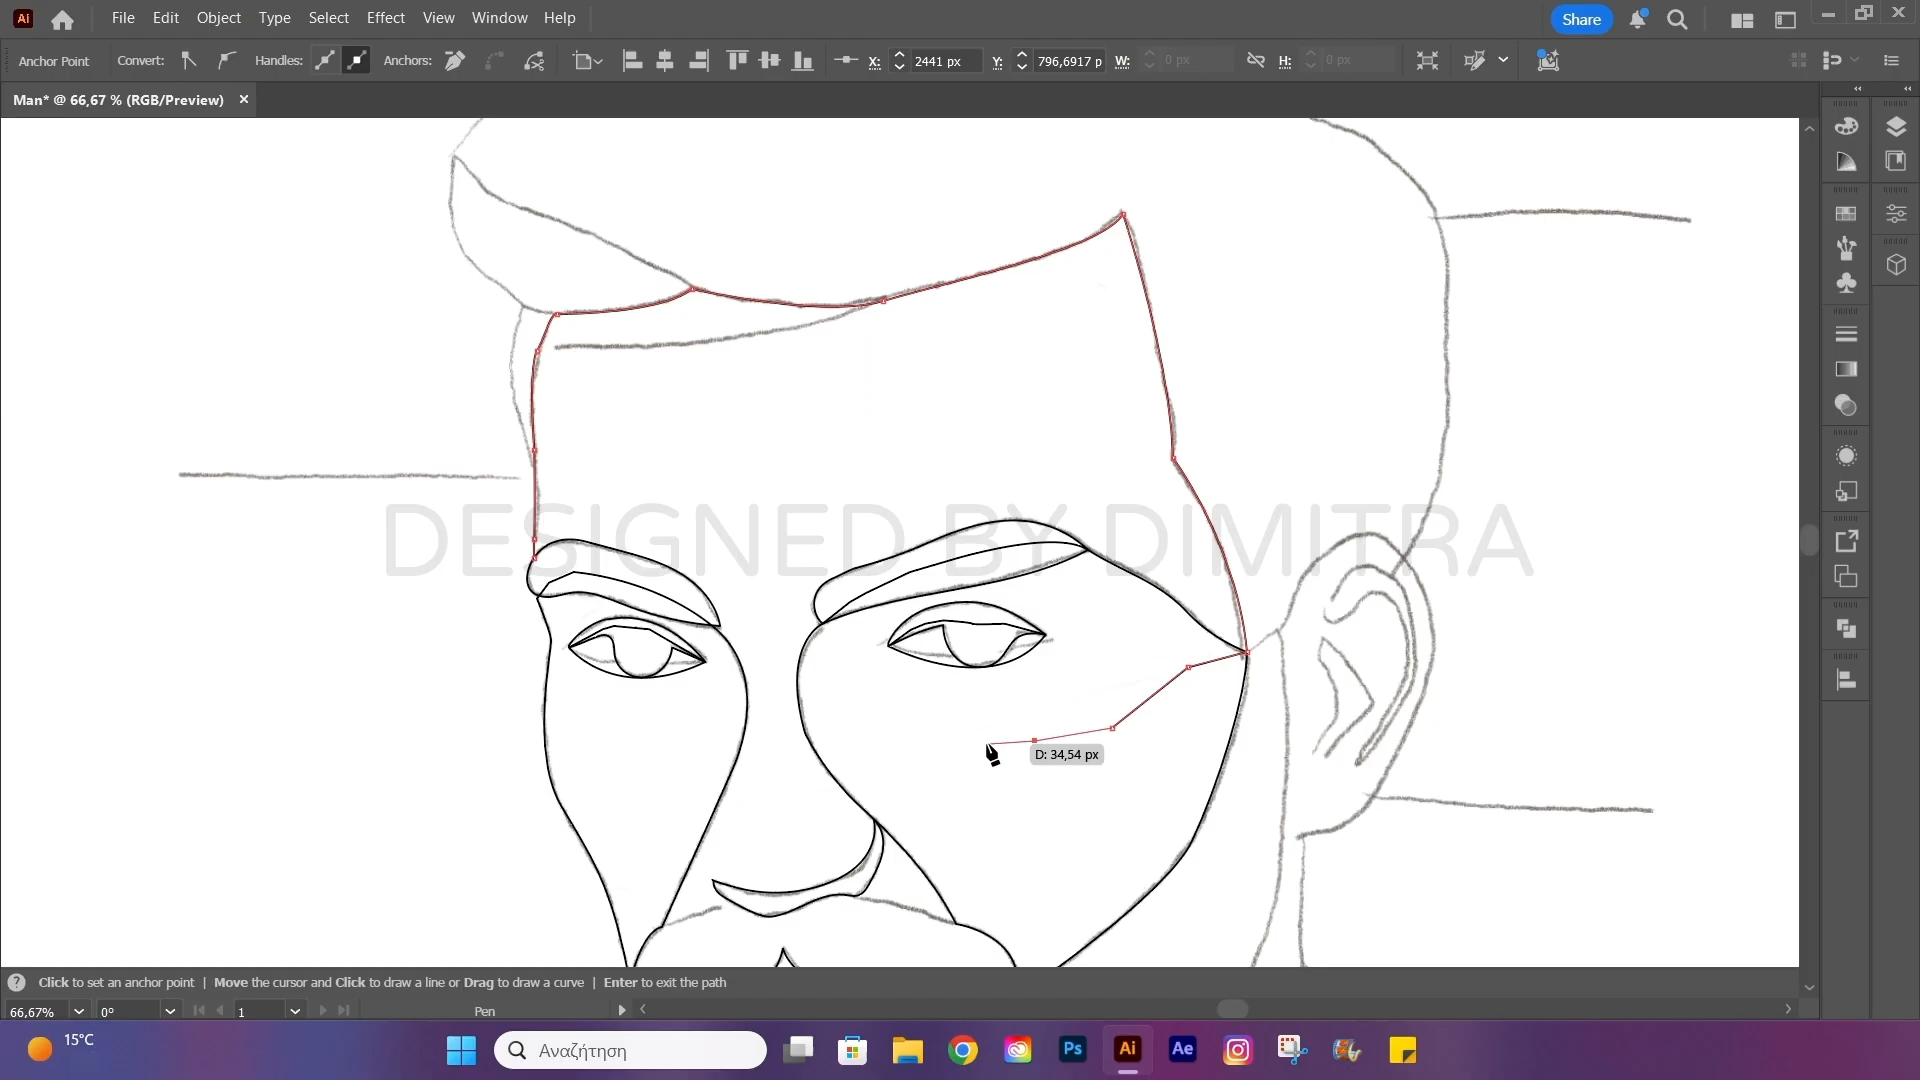 Ai File Edit Object Type Select Effect View Window Help Share
Anchor Point Convert: Handles: Anchors: X: 2441 px Y: 796,6917 p W: 0 px H: 0 px
Man* @ 66,67 % (RGB/Preview) ×
DESIGNED BY DIMITRA
D: 34,54 px
? Click to set an anchor point | Move the cursor and Click to draw a line or Drag to draw a curve | Enter to exit the path
66,67% 0° 1 Pen
15°C Αναζήτηση Ps Ai Ae